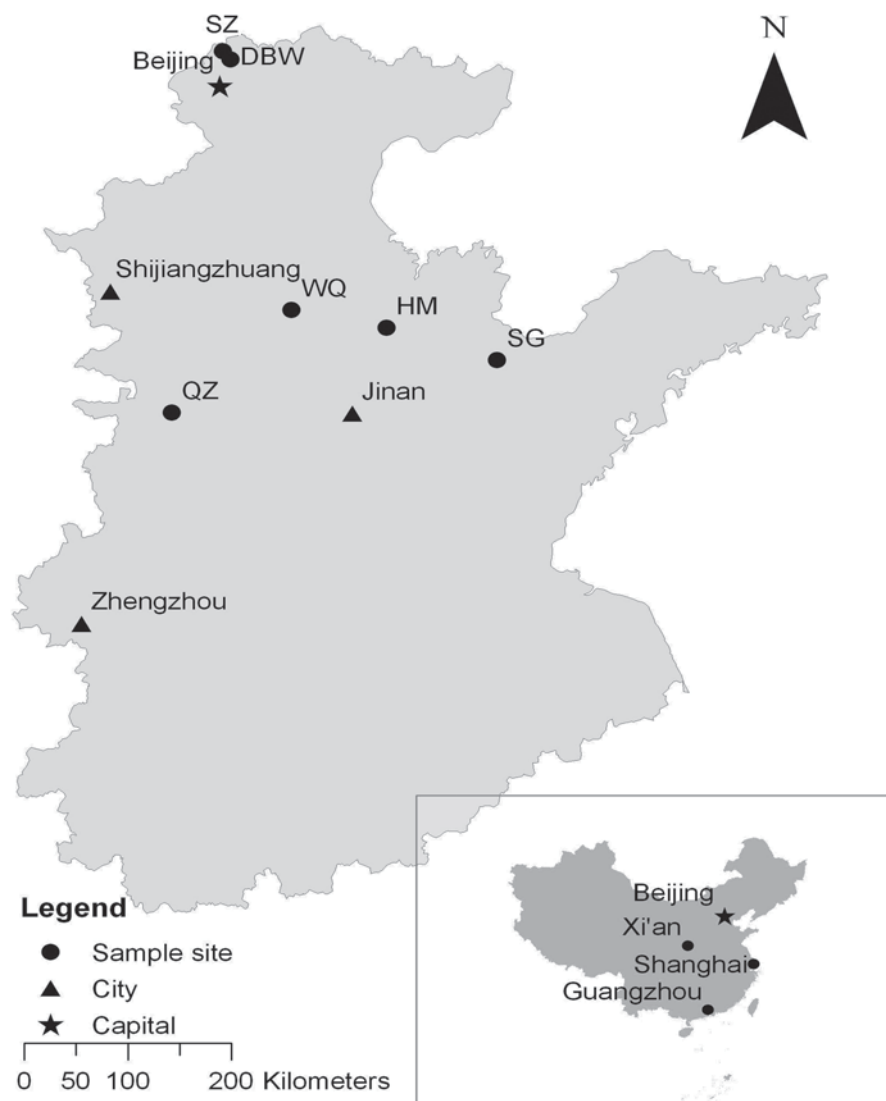 SZ
N
Beijing
DBW
Shijiangzhuang
WQ
HM
SG
QZ
Jinan
Zhengzhou
Legend
Sample site
City
Capital
0 50 100 200 Kilometers
Beijing
Xi'an
Shanghai
Guangzhou